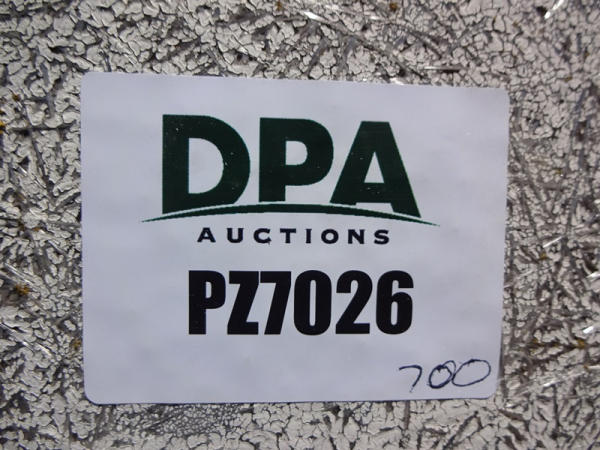 DPA
AUCTIONS
PZ7026
700